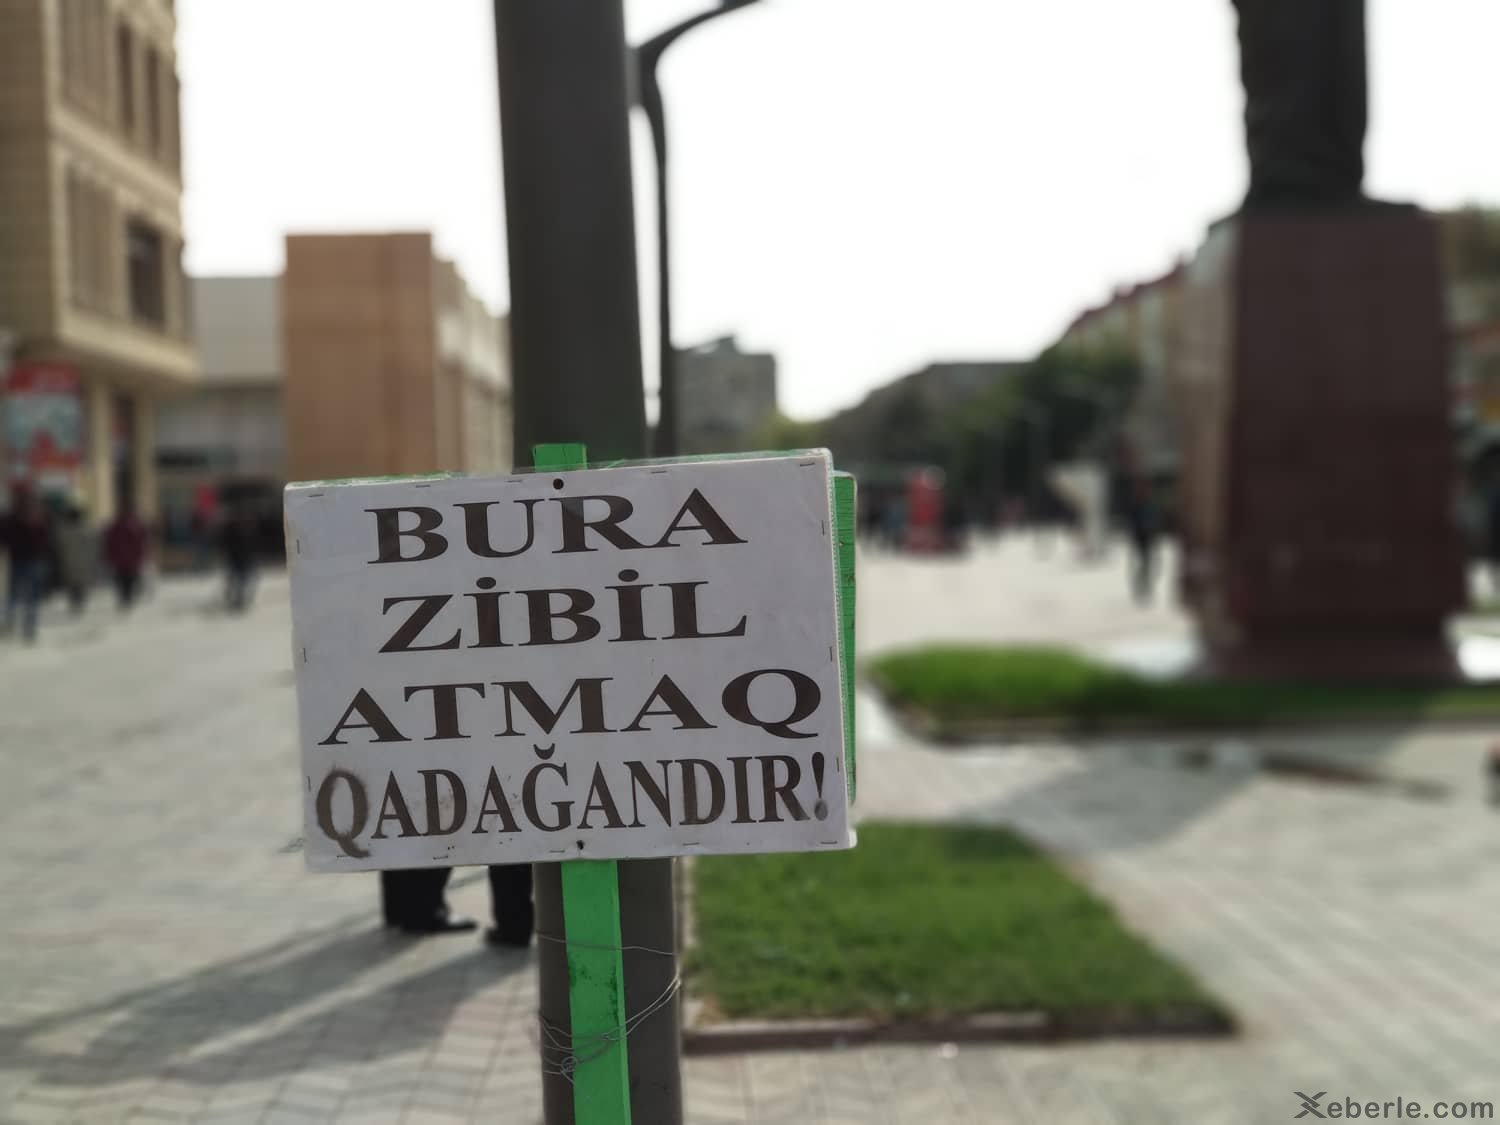 BURA
ZİBİL
ATMAQ
QADAĞANDIR!
Xeberle.com